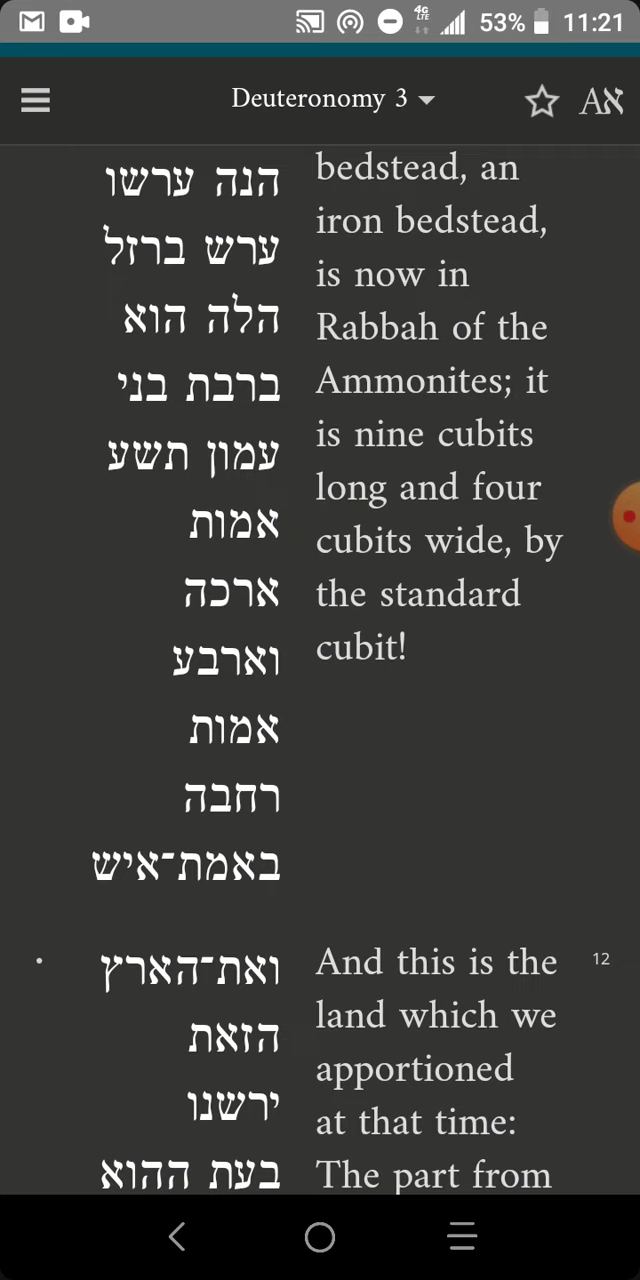 4G
LTE
53%
11:21
Deuteronomy 3
Aא
הנה ערשו
ערש ברזל
הלה הוא
ברבת בני
עמון תשע
אמות
ארכה
וארבע
אמות
רחבה
באמת־איש
bedstead, an
iron bedstead,
is now in
Rabbah of the
Ammonites; it
is nine cubits
long and four
cubits wide, by
the standard
cubit!
ואת־הארץ
הזאת
ירשנו
בעת ההוא
And this is the
land which we
apportioned
at that time:
The part from
12